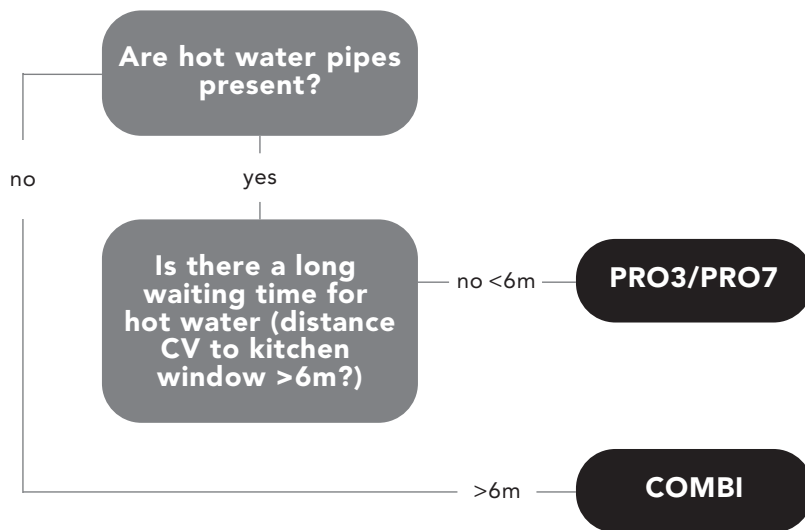 Are hot water pipes
present?
no
yes
Is there a long
waiting time for
hot water (distance
CV to kitchen
window >6m?)
no <6m
PRO3/PRO7
>6m
COMBI